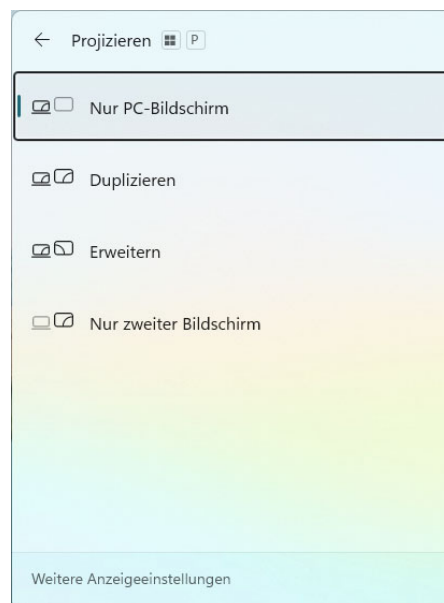 Projizieren P
Nur PC-Bildschirm
Duplizieren
Erweitern
Nur zweiter Bildschirm
Weitere Anzeigeeinstellungen